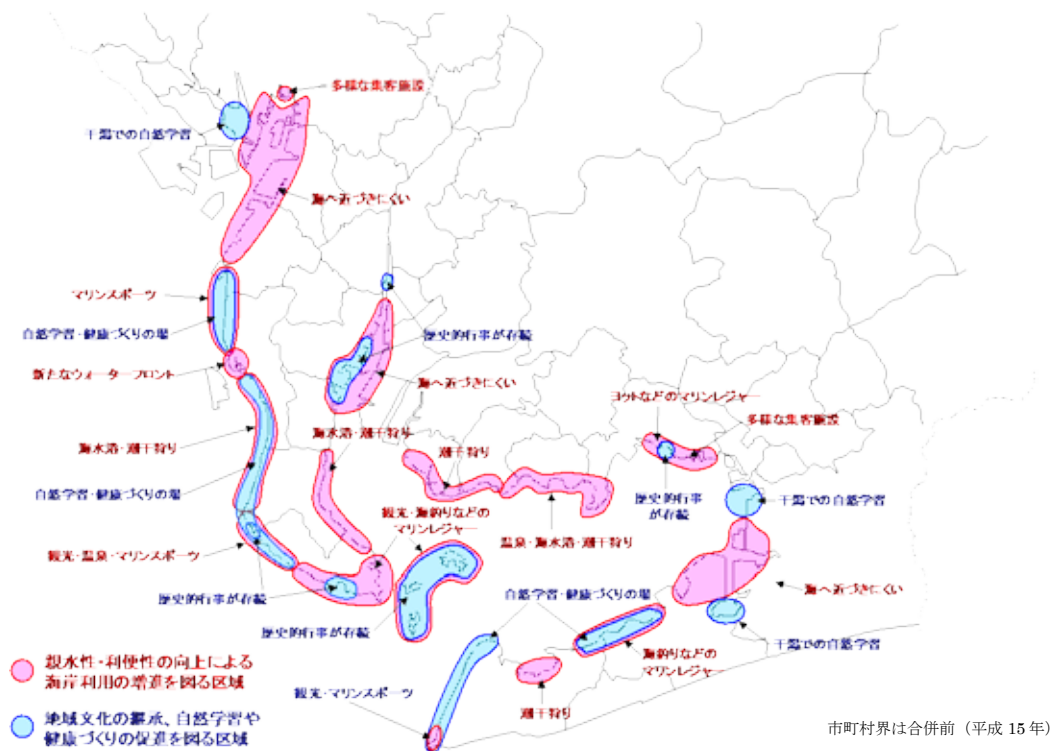 多様な集客施設
干潟での自然学習
海へ近づきにくい
マリンスポーツ
自然学習・健康づくりの場
歴史的行事が存続
新たなウォーターフロント
海へ近づきにくい
ヨットなどのマリンレジャー
多様な集客施設
海水浴・潮干狩り
海水浴・潮干狩り
潮干狩り
自然学習・健康づくりの場
歴史的行事
が存続
干潟での自然学習
観光・海釣りなどの
マリンレジャー
温泉・海水浴・潮干狩り
観光・温泉・マリンスポーツ
歴史的行事が存続
自然学習・健康づくりの場
海へ近づきにくい
歴史的行事が存続
干潟での自然学習
海釣りなどの
マリンレジャー
観光・マリンスポーツ
潮干狩り
親水性・利便性の向上による
海岸利用の増進を図る区域
地域文化の継承、自然学習や
健康づくりの促進を図る区域
市町村界は合併前（平成 15 年）